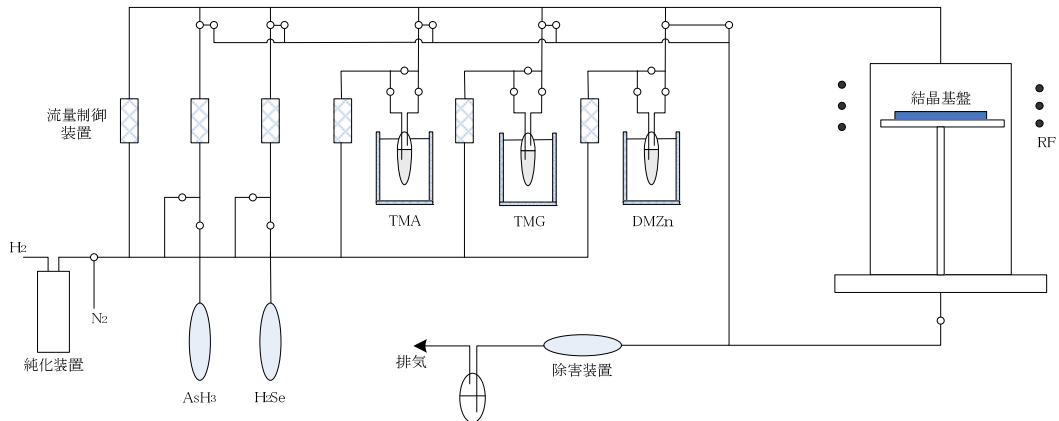 流量制御
装置
結晶基盤
RF
TMA
TMG
DMZn
H2
N2
純化装置
AsH3
H2Se
排気
除害装置